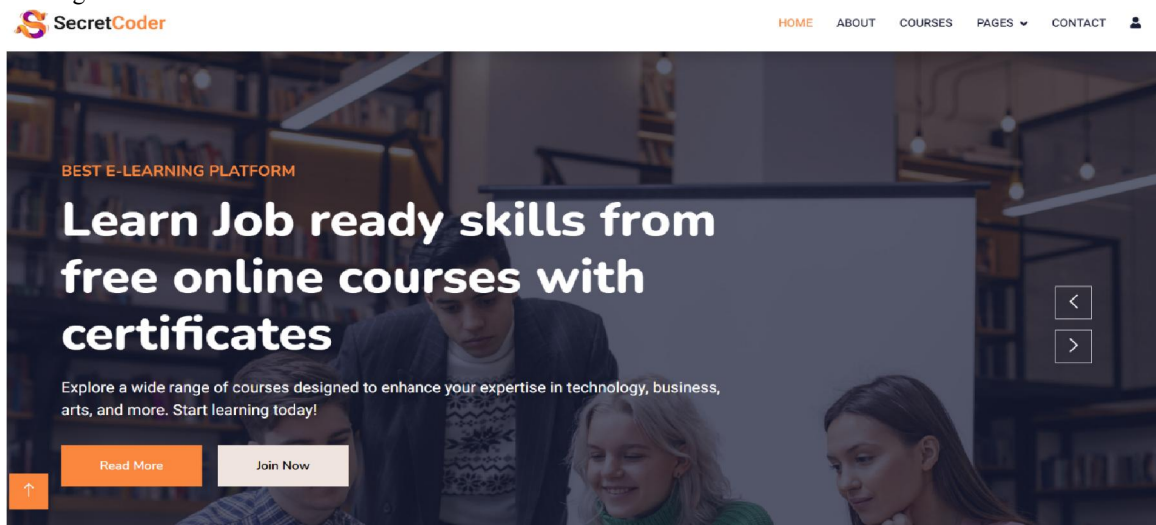 SecretCoder
HOME ABOUT COURSES PAGES CONTACT
BEST E-LEARNING PLATFORM
Learn Job ready skills from
free online courses with
certificates
Explore a wide range of courses designed to enhance your expertise in technology, business,
arts, and more. Start learning today!
Read More Join Now